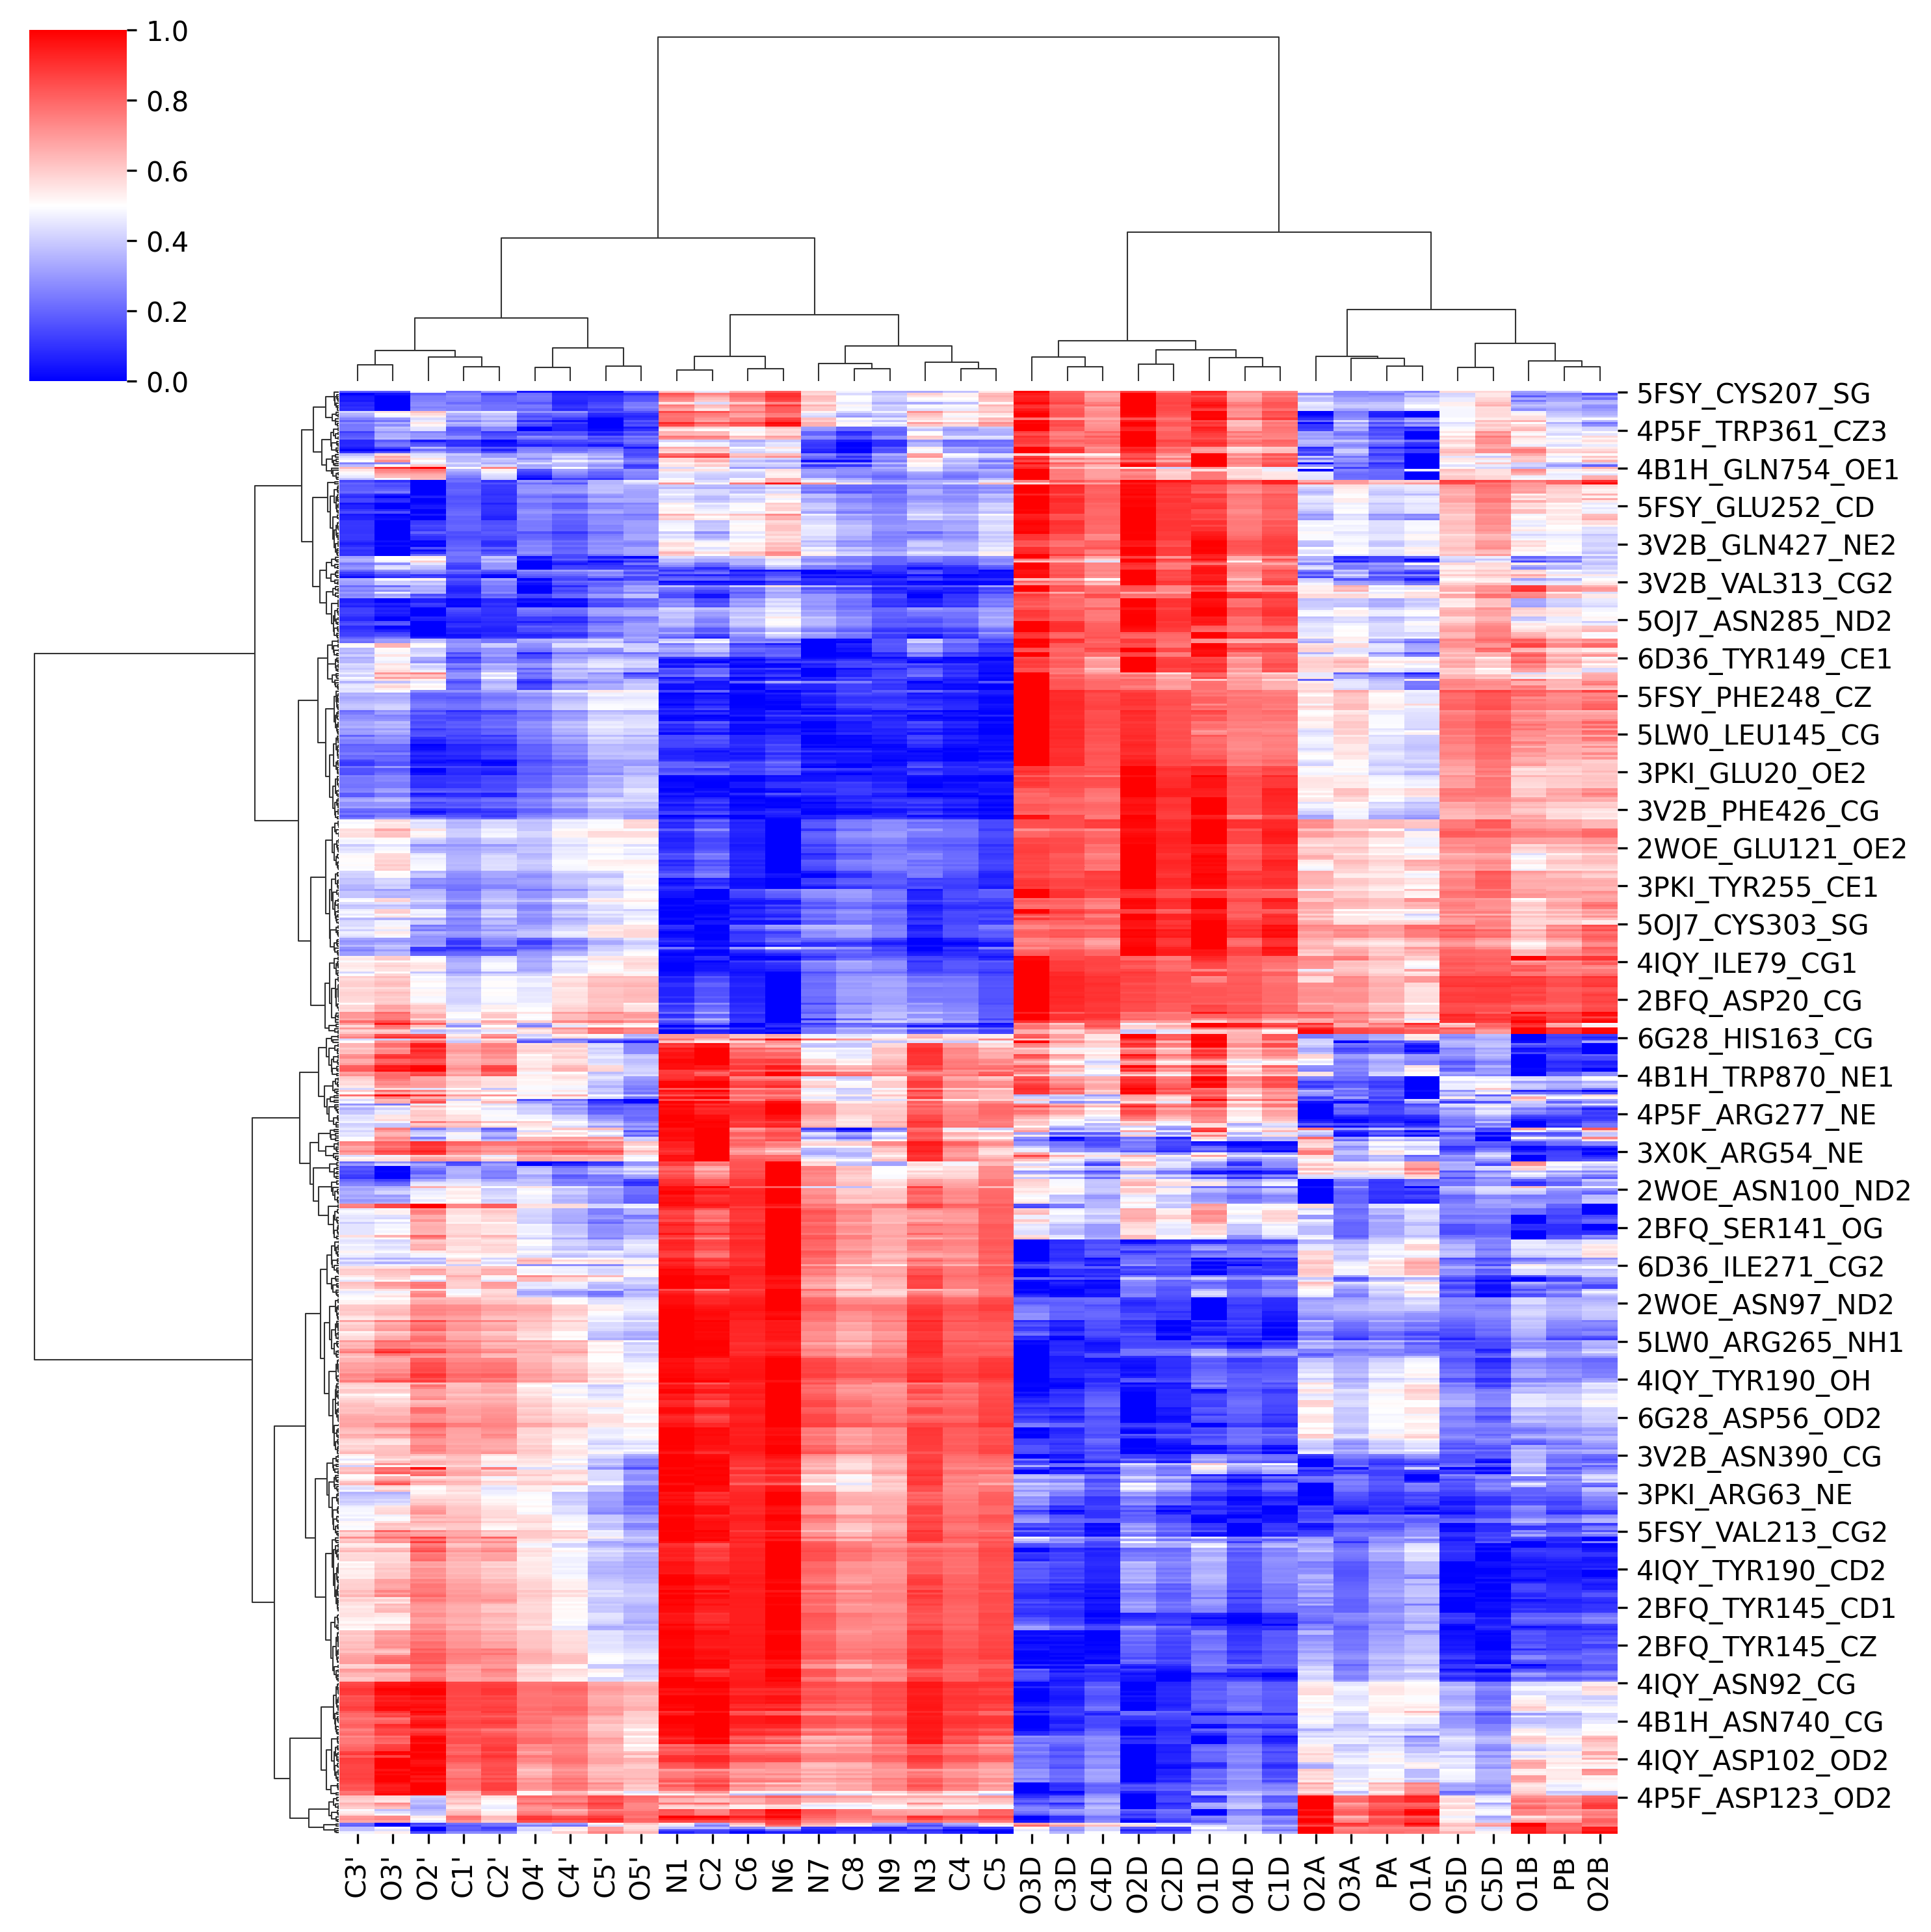 1.0
0.8
0.6
0.4
0.2
0.0
5FSY_CYS207_SG
4P5F_TRP361_CZ3
4B1H_GLN754_OE1
5FSY_GLU252_CD
3V2B_GLN427_NE2
3V2B_VAL313_CG2
5OJ7_ASN285_ND2
6D36_TYR149_CE1
5FSY_PHE248_CZ
5LW0_LEU145_CG
3PKI_GLU20_OE2
3V2B_PHE426_CG
2WOE_GLU121_OE2
3PKI_TYR255_CE1
5OJ7_CYS303_SG
4IQY_ILE79_CG1
2BFQ_ASP20_CG
6G28_HIS163_CG
4B1H_TRP870_NE1
4P5F_ARG277_NE
3X0K_ARG54_NE
2WOE_ASN100_ND2
2BFQ_SER141_OG
6D36_ILE271_CG2
2WOE_ASN97_ND2
5LW0_ARG265_NH1
4IQY_TYR190_OH
6G28_ASP56_OD2
3V2B_ASN390_CG
3PKI_ARG63_NE
5FSY_VAL213_CG2
4IQY_TYR190_CD2
2BFQ_TYR145_CD1
2BFQ_TYR145_CZ
4IQY_ASN92_CG
4B1H_ASN740_CG
4IQY_ASP102_OD2
4P5F_ASP123_OD2
C3'
O3'
O2'
C1'
C2'
O4'
C4'
C5'
O5'
N1
C2
C6
N6
N7
C8
N9
N3
C4
C5
O3D
C3D
C4D
O2D
C2D
O1D
O4D
C1D
O2A
O3A
PA
O1A
O5D
C5D
O1B
PB
O2B